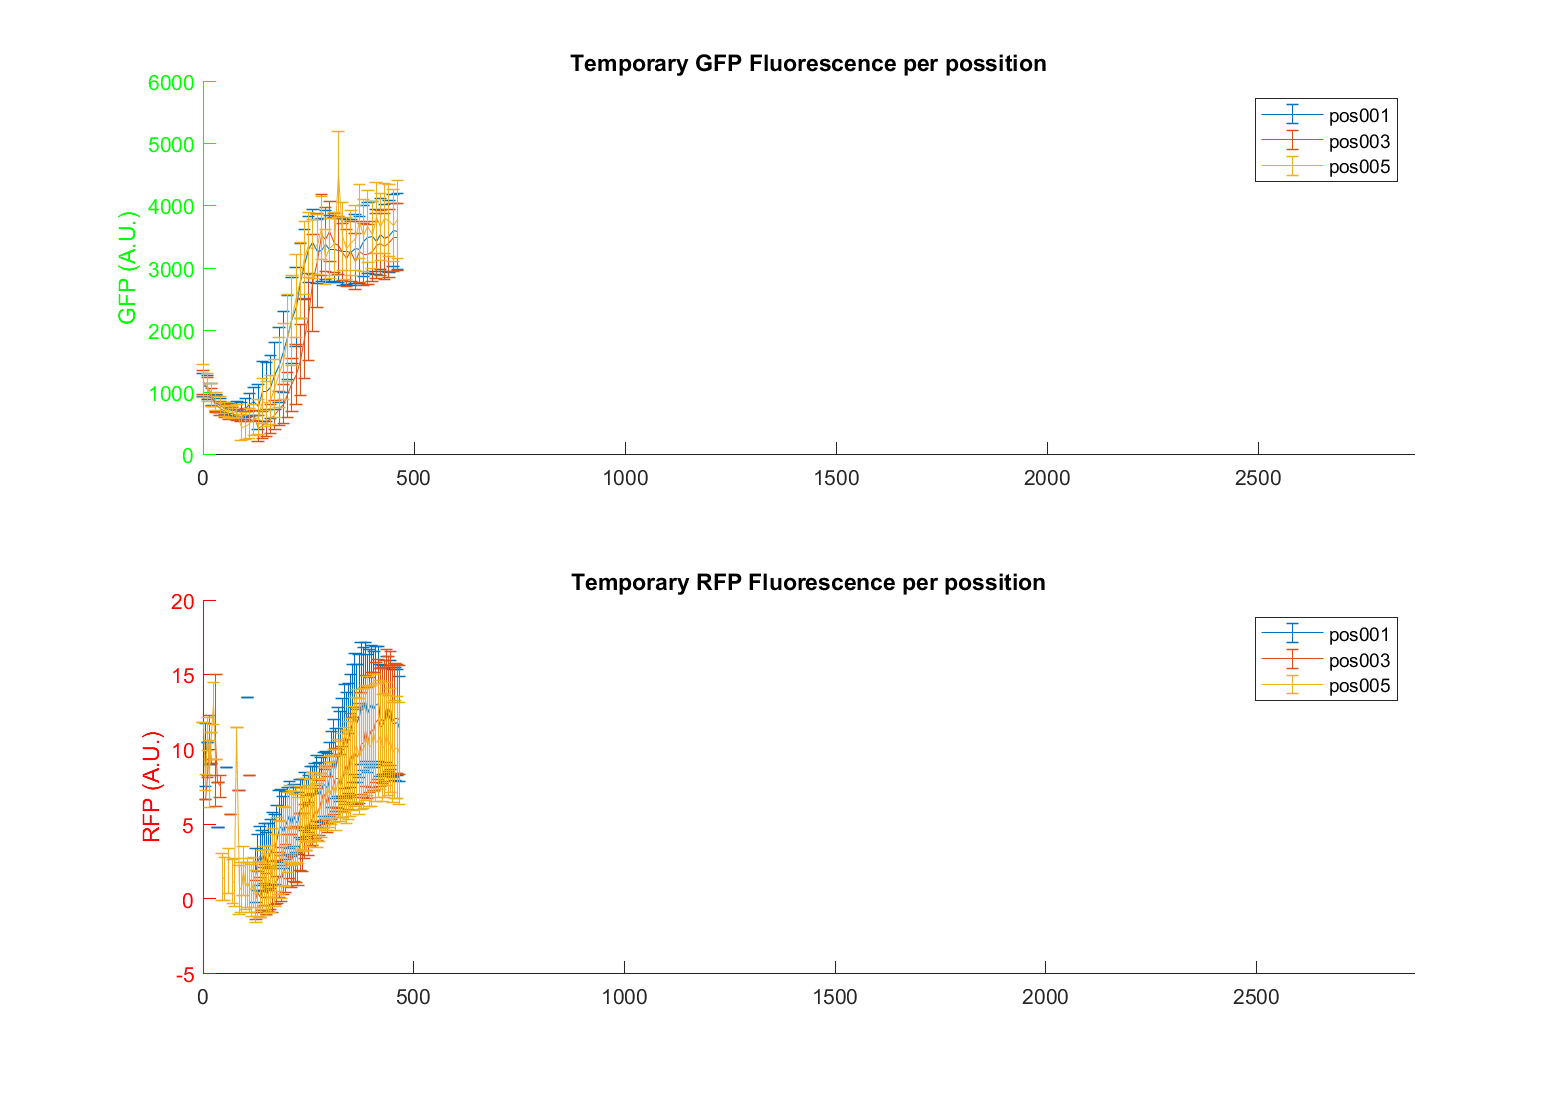 Temporary GFP Fluorescence per possition
6000
5000
4000
3000
2000
1000
0
GFP (A.U.)
pos001
pos003
pos005
0 500 1000 1500 2000 2500
Temporary RFP Fluorescence per possition
20
15
10
5
0
-5
RFP (A.U.)
pos001
pos003
pos005
0 500 1000 1500 2000 2500